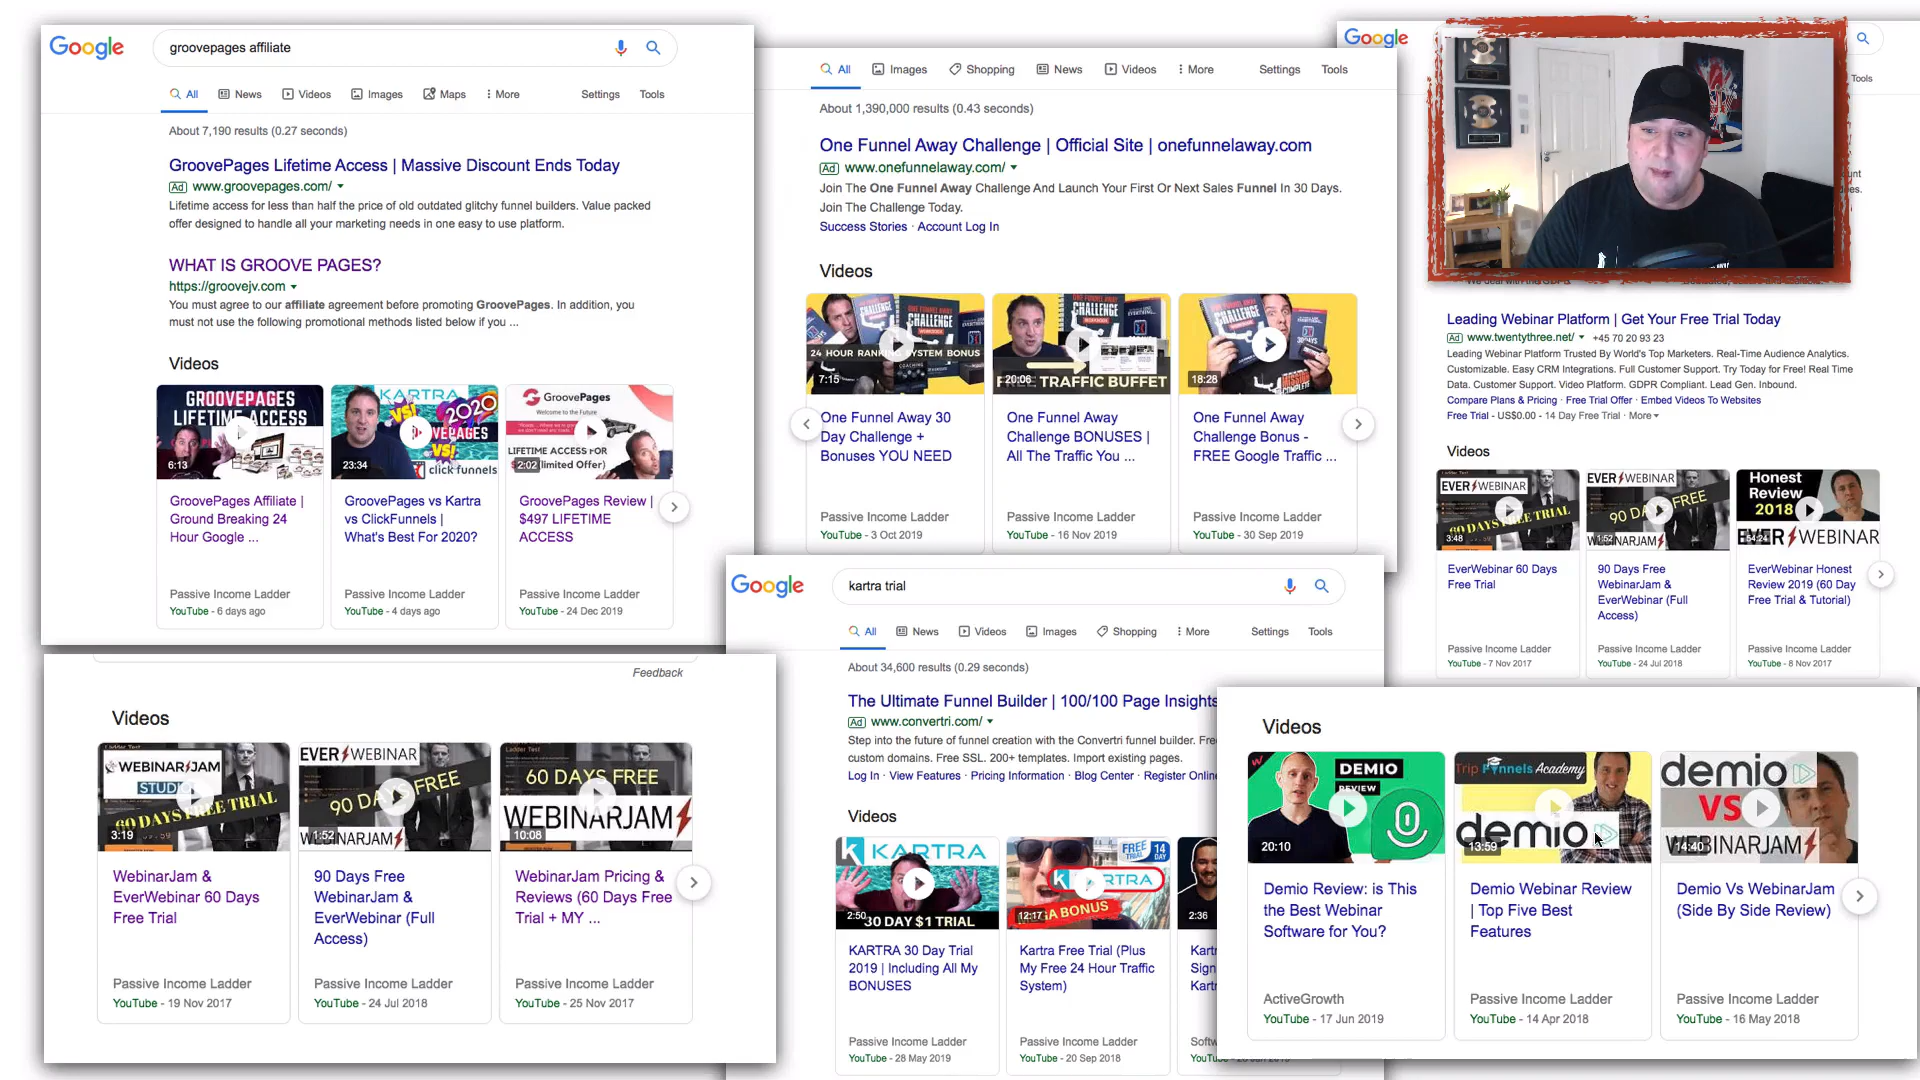 Google
groovepages affiliate
All
News
Videos
Images
Maps
More
Settings
Tools
About 7,190 results (0.27 seconds)
GroovePages Lifetime Access | Massive Discount Ends Today
Ad www.groovepages.com/
Lifetime access for less than half the price of old outdated glitchy funnel builders. Value packed
offer designed to handle all your marketing needs in one easy to use platform.
WHAT IS GROOVE PAGES?
https://groovejv.com
You must agree to our affiliate agreement before promoting GroovePages. In addition, you
must not use the following promotional methods listed below if you ...
Videos
GROOVEPAGES
LIFETIME ACCESS
6:13
GroovePages Affiliate |
Ground Breaking 24
Hour Google ...
Passive Income Ladder
YouTube - 6 days ago
KARTRA
VS!
2020
VS!
clickfunnels
23:34
GroovePages vs Kartra
vs ClickFunnels |
What's Best For 2020?
Passive Income Ladder
YouTube - 4 days ago
GroovePages
Welcome to the Future
LIFETIME ACCESS FOR
(limited Offer)
2:02
GroovePages Review |
$497 LIFETIME
ACCESS
Passive Income Ladder
YouTube - 24 Dec 2019
All
Images
Shopping
News
Videos
More
Settings
Tools
About 1,390,000 results (0.43 seconds)
One Funnel Away Challenge | Official Site | onefunnelaway.com
Ad www.onefunnelaway.com/
Join The One Funnel Away Challenge And Launch Your First Or Next Sales Funnel In 30 Days.
Join The Challenge Today.
Success Stories · Account Log In
Videos
24 HOUR RANKING SYSTEM BONUS
7:15
One Funnel Away 30
Day Challenge +
Bonuses YOU NEED
Passive Income Ladder
YouTube - 3 Oct 2019
TRAFFIC BUFFET
20:06
One Funnel Away
Challenge BONUSES |
All The Traffic You ...
Passive Income Ladder
YouTube - 16 Nov 2019
18:28
One Funnel Away
Challenge Bonus -
FREE Google Traffic ...
Passive Income Ladder
YouTube - 30 Sep 2019
Google
Tools
Leading Webinar Platform | Get Your Free Trial Today
Ad www.twentythree.net/ +45 70 20 93 23
Leading Webinar Platform Trusted By World's Top Marketers. Real-Time Audience Analytics.
Customizable. Easy CRM Integrations. Full Customer Support. Try Today for Free! Real Time
Data. Customer Support. Video Platform. GDPR Compliant. Lead Gen. Inbound.
Compare Plans & Pricing · Free Trial Offer · Embed Videos To Websites
Free Trial - US$0.00 - 14 Day Free Trial · More
Videos
EVER WEBINAR
60 DAYS FREE TRIAL
3:48
EverWebinar 60 Days
Free Trial
Passive Income Ladder
YouTube - 7 Nov 2017
EVER WEBINAR
90 DAYS FREE
WEBINARJAM
1:52
90 Days Free
WebinarJam &
EverWebinar (Full
Access)
Passive Income Ladder
YouTube - 24 Jul 2018
Honest
Review
2018
EVER WEBINAR
EverWebinar Honest
Review 2019 (60 Day
Free Trial & Tutorial)
Passive Income Ladder
YouTube - 8 Nov 2017
Feedback
Videos
WEBINARJAM
STUDIO
60 DAYS FREE TRIAL
3:19
WebinarJam &
EverWebinar 60 Days
Free Trial
Passive Income Ladder
YouTube - 19 Nov 2017
EVER WEBINAR
90 DAYS FREE
WEBINARJAM
1:52
90 Days Free
WebinarJam &
EverWebinar (Full
Access)
Passive Income Ladder
YouTube - 24 Jul 2018
60 DAYS FREE
WEBINARJAM
10:08
WebinarJam Pricing &
Reviews (60 Days Free
Trial + MY ...
Passive Income Ladder
YouTube - 25 Nov 2017
Google
kartra trial
All
News
Videos
Images
Shopping
More
Settings
Tools
About 34,600 results (0.29 seconds)
The Ultimate Funnel Builder | 100/100 Page Insights
Ad www.convertri.com/
Step into the future of funnel creation with the Convertri funnel builder.
custom domains. Free SSL. 200+ templates. Import existing pages.
Log In · View Features · Pricing Information · Blog Center · Register Online
Videos
KARTRA
30 DAY $1 TRIAL
2:50
KARTRA 30 Day Trial
2019 | Including All My
BONUSES
Passive Income Ladder
YouTube - 28 May 2019
FREE 14
TRIAL DAY
KARTRA
MEGA BONUS
12:17
Kartra Free Trial (Plus
My Free 24 Hour Traffic
System)
Passive Income Ladder
YouTube - 20 Sep 2018
2:36
Videos
DEMIO
REVIEW
20:10
Demio Review: is This
the Best Webinar
Software for You?
ActiveGrowth
YouTube - 17 Jun 2019
Trip Funnels Academy
demio
13:59
Demio Webinar Review
| Top Five Best
Features
Passive Income Ladder
YouTube - 14 Apr 2018
demio
VS
WEBINARJAM
14:40
Demio Vs WebinarJam
(Side By Side Review)
Passive Income Ladder
YouTube - 16 May 2018